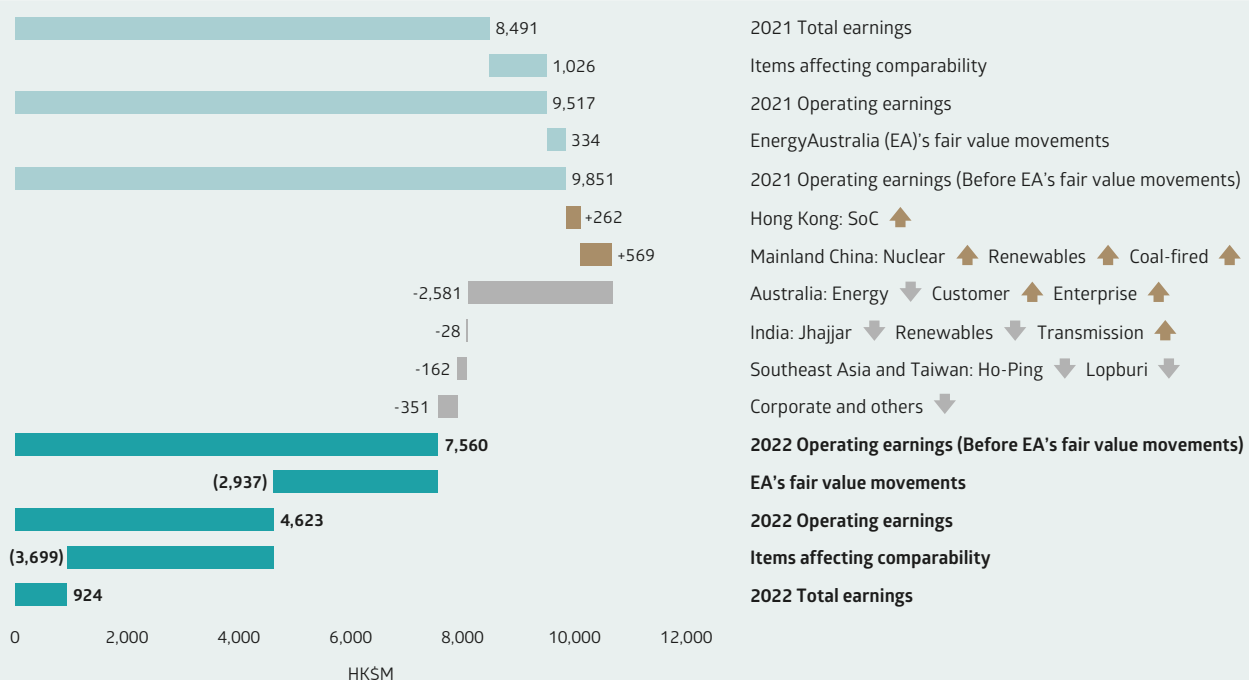 8,491 2021 Total earnings
1,026 Items affecting comparability
9,517 2021 Operating earnings
334 EnergyAustralia (EA)'s fair value movements
9,851 2021 Operating earnings (Before EA's fair value movements)
+262 Hong Kong: SoC
+569 Mainland China: Nuclear Renewables Coal-fired
-2,581 Australia: Energy Customer Enterprise
-28 India: Jhajjar Renewables Transmission
-162 Southeast Asia and Taiwan: Ho-Ping Lopburi
-351 Corporate and others
7,560 2022 Operating earnings (Before EA's fair value movements)
(2,937) EA's fair value movements
4,623 2022 Operating earnings
(3,699) Items affecting comparability
924 2022 Total earnings
0 2,000 4,000 6,000 8,000 10,000 12,000
HK$M